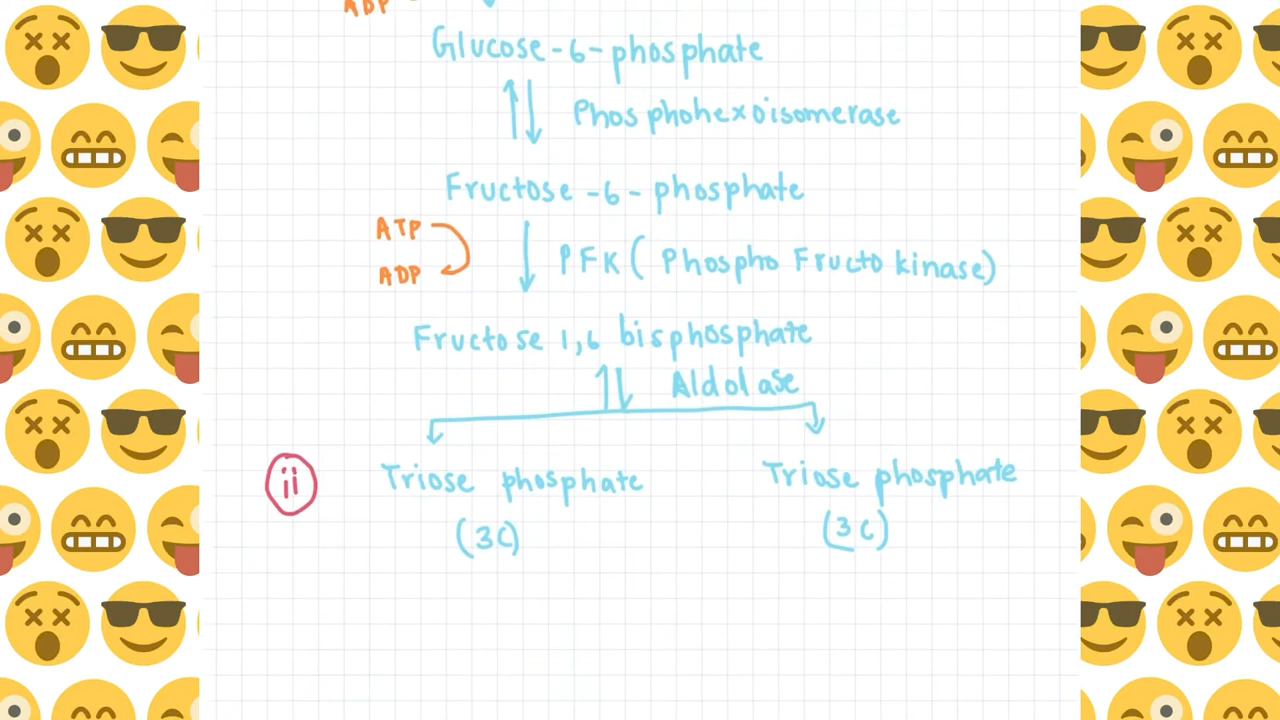 ADP
Glucose-6-phosphate
Phosphohexoisomerase
Fructose-6-phosphate
ATP
ADP
PFK (Phospho Fructo kinase)
Fructose 1,6 bisphosphate
Aldolase
ii
Triose phosphate
Triose phosphate
(3C)
(3C)